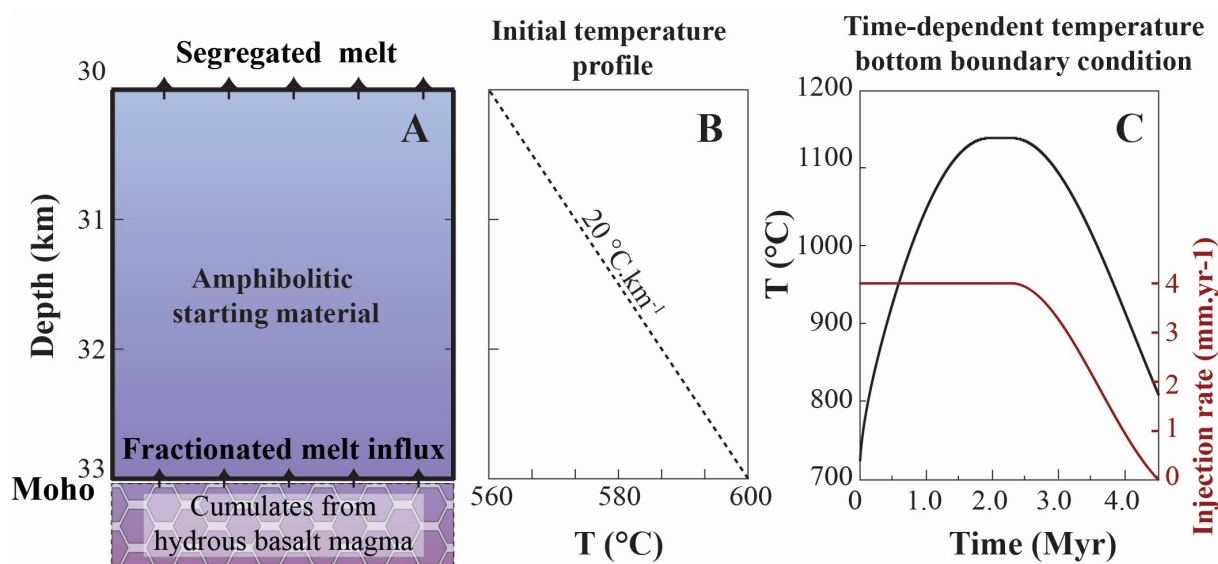 Segregated melt
30
A
31
Depth (km)
Amphibolitic
starting material
32
Fractionated melt influx
33
Moho
Cumulates from
hydrous basalt magma
Initial temperature
profile
B
20 °C.km-1
560
580
600
T (°C)
Time-dependent temperature
bottom boundary condition
C
1200
1100
1000
900
800
700
T (°C)
0
1.0
2.0
3.0
4.0
Time (Myr)
4
3
2
1
0
Injection rate (mm.yr-1)